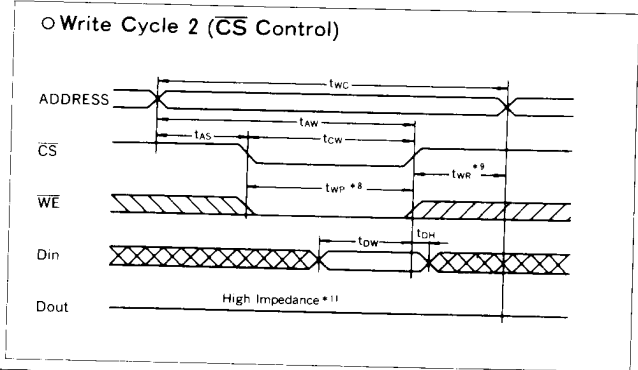 ○ Write Cycle 2 (CS Control)
tWC
ADDRESS
tAW
tAS
tCW
CS
tWP *8
tWR *9
WE
tDW
tDH
Din
High Impedance *11
Dout